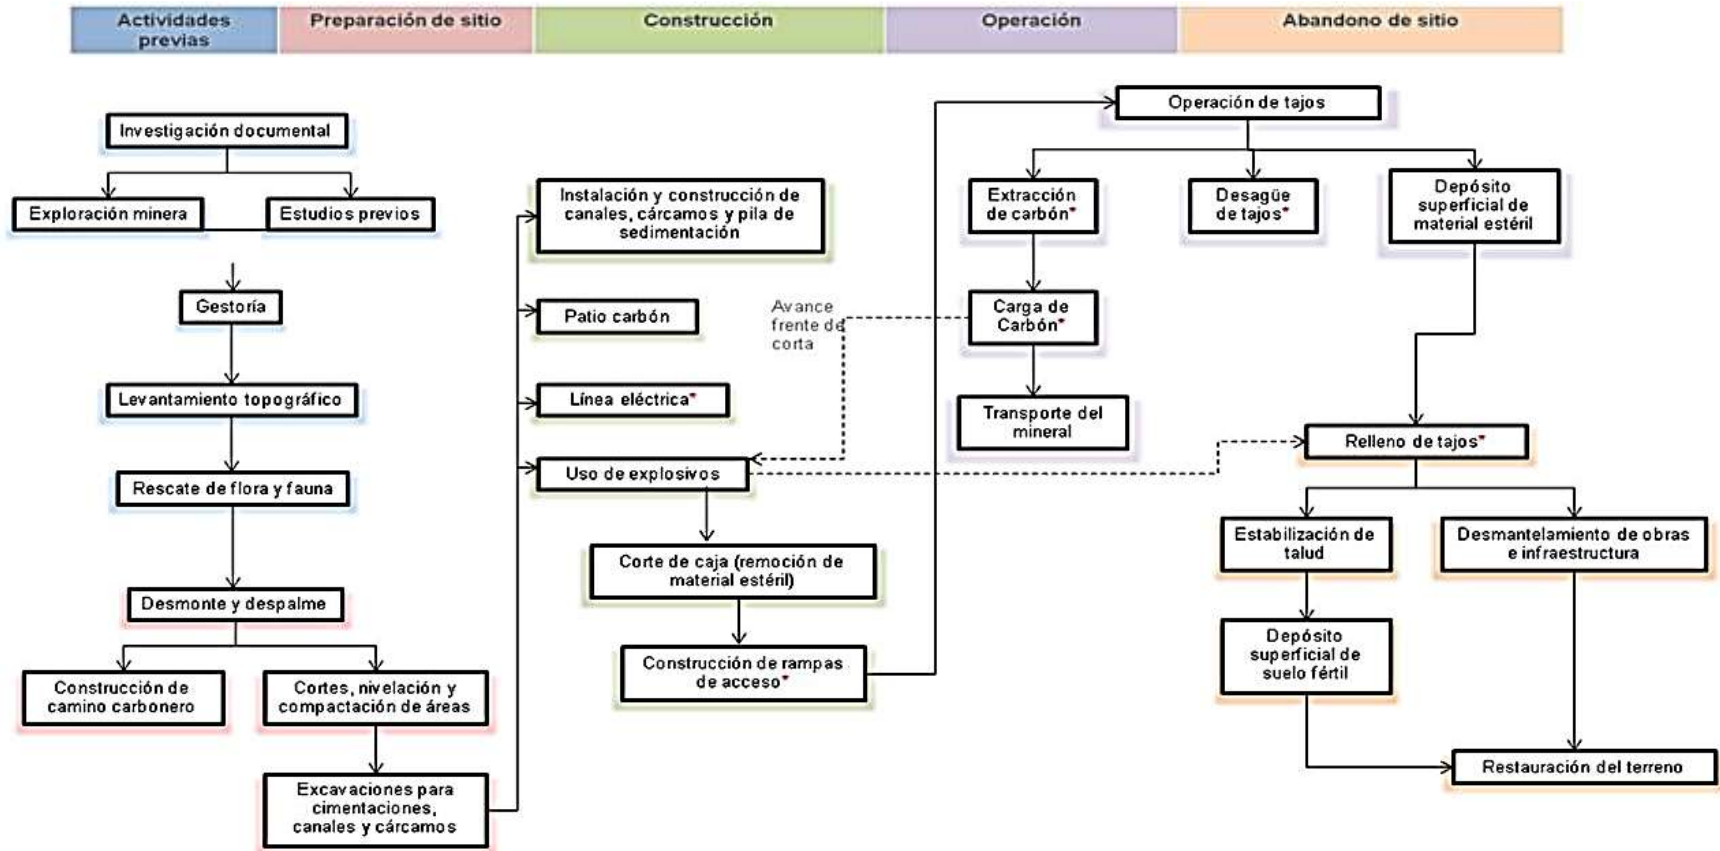 Actividades
previas
Preparación de sitio
Construcción
Operación
Abandono de sitio
Investigación documental
Exploración minera
Estudios previos
Gestoría
Levantamiento topográfico
Rescate de flora y fauna
Desmonte y despalme
Construcción de
camino carbonero
Cortes, nivelación y
compactación de áreas
Excavaciones para
cimentaciones,
canales y cárcamos
Instalación y construcción de
canales, cárcamos y pila de
sedimentación
Patio carbón
Línea eléctrica*
Uso de explosivos
Corte de caja (remoción de
material estéril)
Construcción de rampas
de acceso*
Avance
frente de
corta
Operación de tajos
Extracción
de carbón*
Carga de
Carbón*
Transporte del
mineral
Desagüe
de tajos*
Depósito
superficial de
material estéril
Relleno de tajos*
Estabilización de
talud
Depósito
superficial de
suelo fértil
Desmantelamiento de obras
e infraestructura
Restauración del terreno